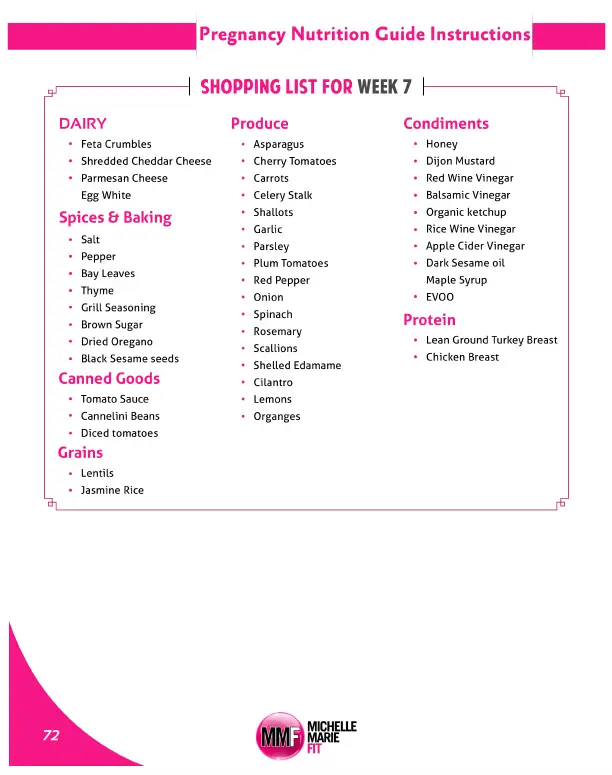 Pregnancy Nutrition Guide Instructions
SHOPPING LIST FOR WEEK 7
DAIRY
• Feta Crumbles
• Shredded Cheddar Cheese
• Parmesan Cheese
Egg White
Spices & Baking
• Salt
• Pepper
• Bay Leaves
• Thyme
• Grill Seasoning
• Brown Sugar
• Dried Oregano
• Black Sesame seeds
Canned Goods
• Tomato Sauce
• Cannelini Beans
• Diced tomatoes
Grains
• Lentils
• Jasmine Rice
Produce
• Asparagus
• Cherry Tomatoes
• Carrots
• Celery Stalk
• Shallots
• Garlic
• Parsley
• Plum Tomatoes
• Red Pepper
• Onion
• Spinach
• Rosemary
• Scallions
• Shelled Edamame
• Cilantro
• Lemons
• Organges
Condiments
• Honey
• Dijon Mustard
• Red Wine Vinegar
• Balsamic Vinegar
• Organic ketchup
• Rice Wine Vinegar
• Apple Cider Vinegar
• Dark Sesame oil
Maple Syrup
• EVOO
Protein
• Lean Ground Turkey Breast
• Chicken Breast
72
MMF
MICHELLE
MARIE
FIT